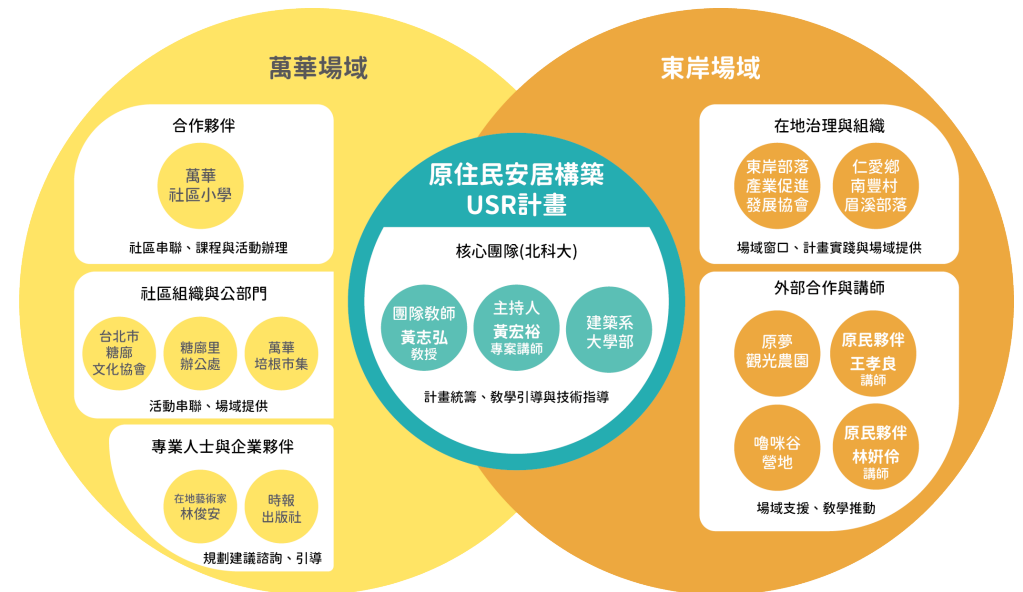 萬華場域
合作夥伴
萬華
社區小學
社區串聯、課程與活動辦理
社區組織與公部門
台北市
糖廍
文化協會
糖廍里
辦公處
萬華
培根市集
活動串聯、場域提供
專業人士與企業夥伴
在地藝術家
林俊安
時報
出版社
規劃建議諮詢、引導
原住民安居構築
USR計畫
核心團隊(北科大)
團隊教師
黃志弘
教授
主持人
黃宏裕
專案講師
建築系
大學部
計畫統籌、教學引導與技術指導
東岸場域
在地治理與組織
東岸部落
產業促進
發展協會
仁愛鄉
南豐村
眉溪部落
場域窗口、計畫實踐與場域提供
外部合作與講師
原夢
觀光農園
原民夥伴
王孝良
講師
嚕咪谷
營地
原民夥伴
林妍伶
講師
場域支援、教學推動